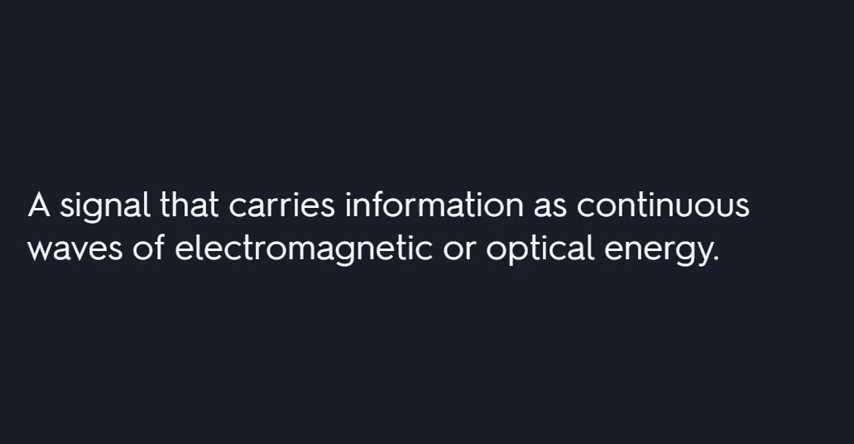 A signal that carries information as continuous
waves of electromagnetic or optical energy.